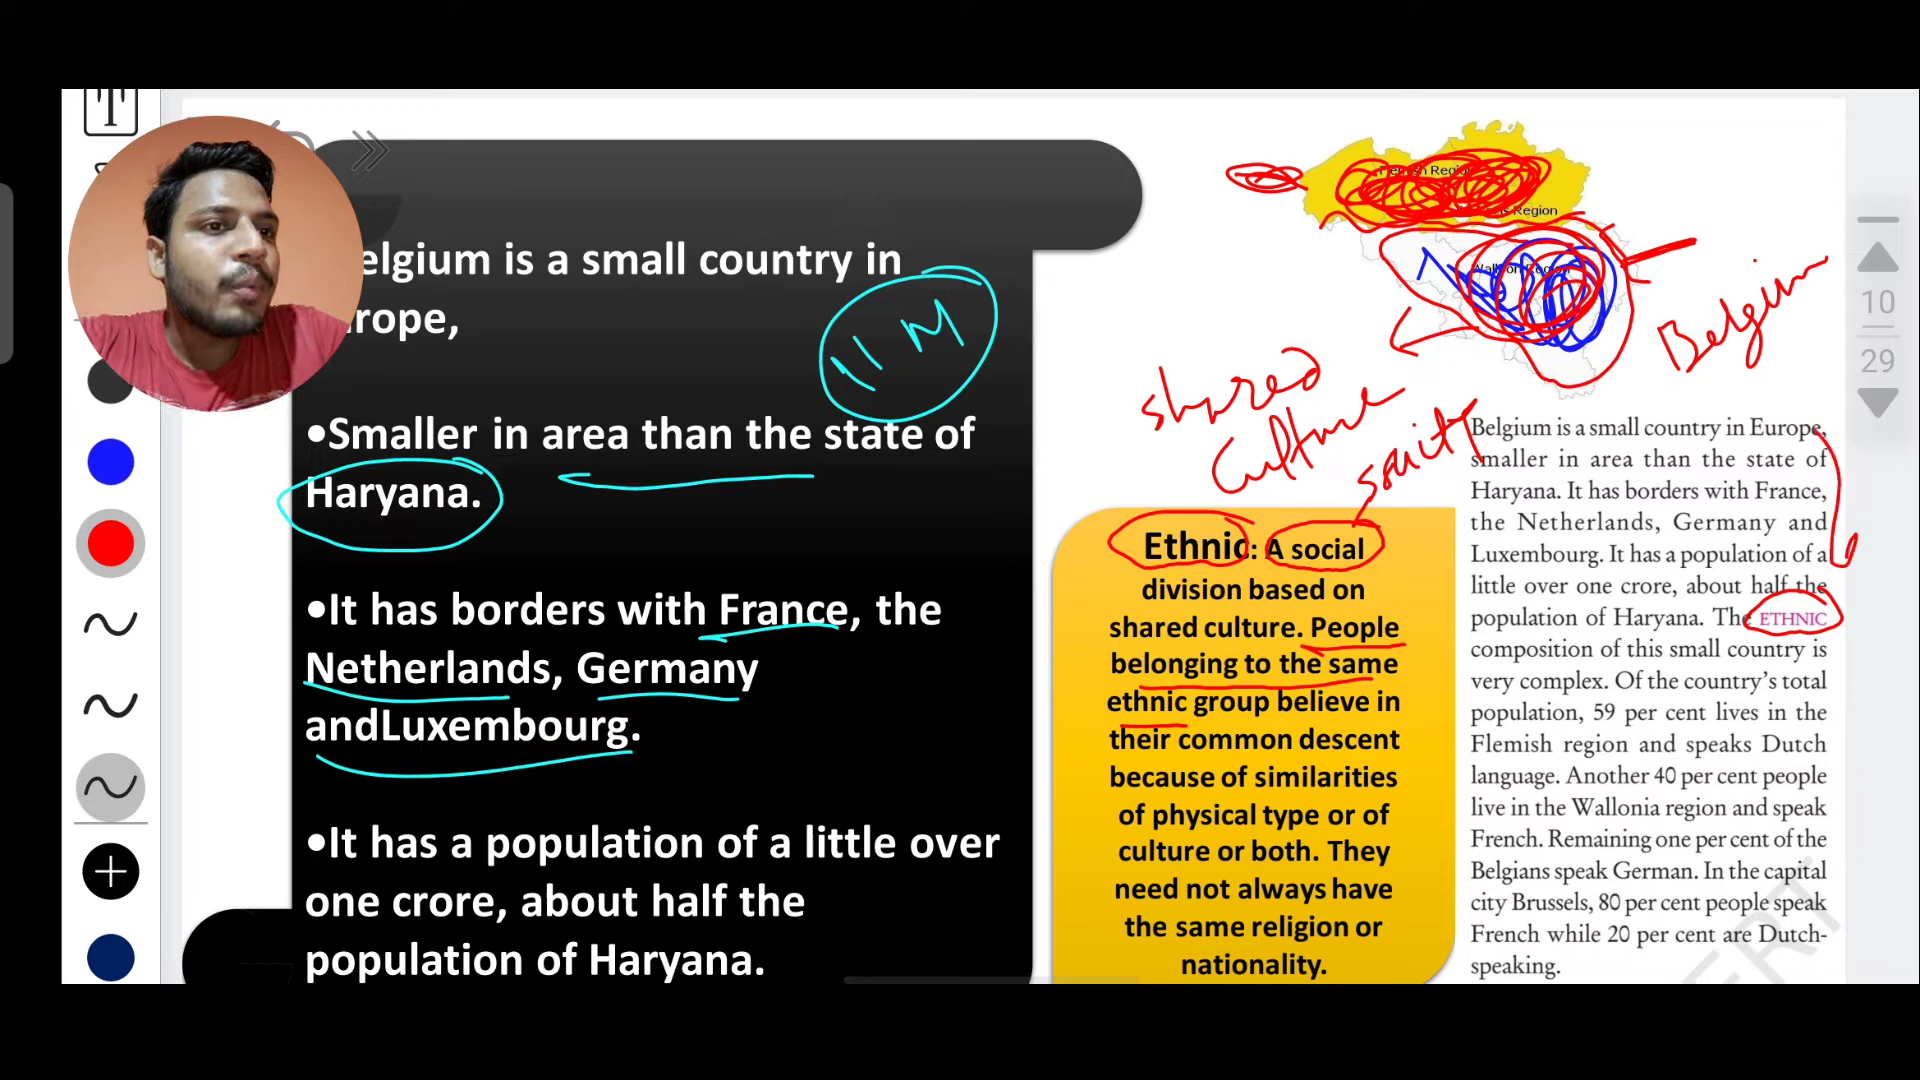 T
elgium is a small country in
rope,
11 M
•Smaller in area than the state of
Haryana.
•It has borders with France, the
Netherlands, Germany
andLuxembourg.
•It has a population of a little over
one crore, about half the
population of Haryana.
Region
Belgium
shared
Culture
Ethnic: A social
division based on
shared culture. People
belonging to the same
ethnic group believe in
their common descent
because of similarities
of physical type or of
culture or both. They
need not always have
the same religion or
nationality.
Belgium is a small country in Europe,
smaller in area than the state of
Haryana. It has borders with France,
the Netherlands, Germany and
Luxembourg. It has a population of a
little over one crore, about half the
population of Haryana. The ETHNIC
composition of this small country is
very complex. Of the country's total
population, 59 per cent lives in the
Flemish region and speaks Dutch
language. Another 40 per cent people
live in the Wallonia region and speak
French. Remaining one per cent of the
Belgians speak German. In the capital
city Brussels, 80 per cent people speak
French while 20 per cent are Dutch-
speaking.
10
29